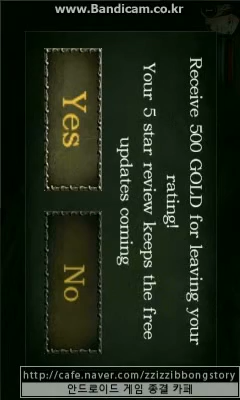 www.Bandicam.co.kr
Receive 500 GOLD for leaving your
rating!
Your 5 star review keeps the free
updates coming
Yes
No
http://cafe.naver.com/zzizzibbongstory
안드로이드 게임 종결 카페